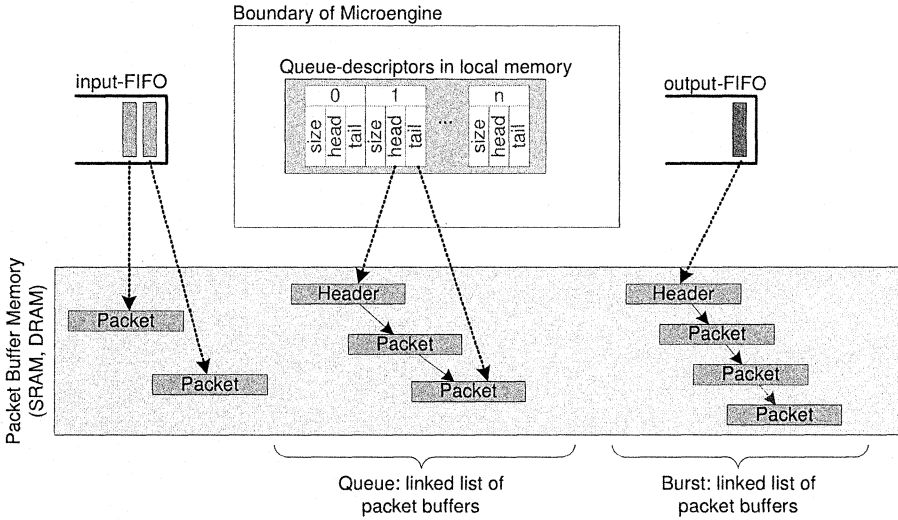 Boundary of Microengine
Queue-descriptors in local memory
input-FIFO
output-FIFO
0 1 ... n
size head tail size head tail size head tail
Packet Buffer Memory
(SRAM, DRAM)
Header
Header
Packet
Packet
Packet
Packet
Packet
Packet
Packet
Queue: linked list of
packet buffers
Burst: linked list of
packet buffers